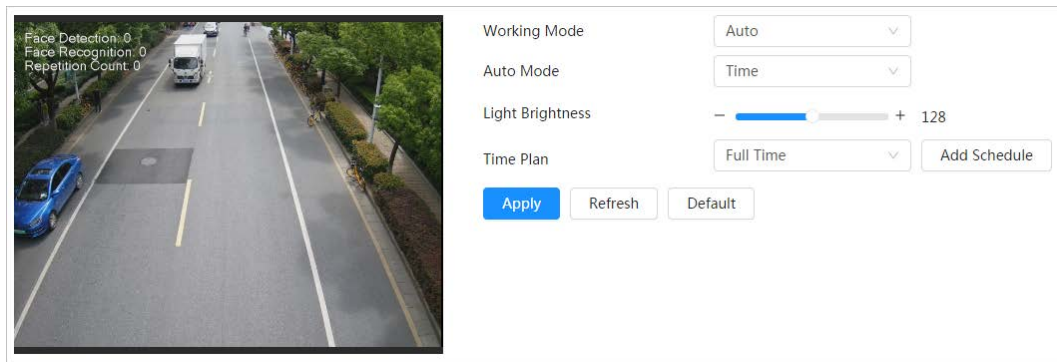 Face Detection: 0
Face Recognition: 0
Repetition Count: 0
Working Mode Auto
Auto Mode Time
Light Brightness − + 128
Time Plan Full Time Add Schedule
Apply Refresh Default